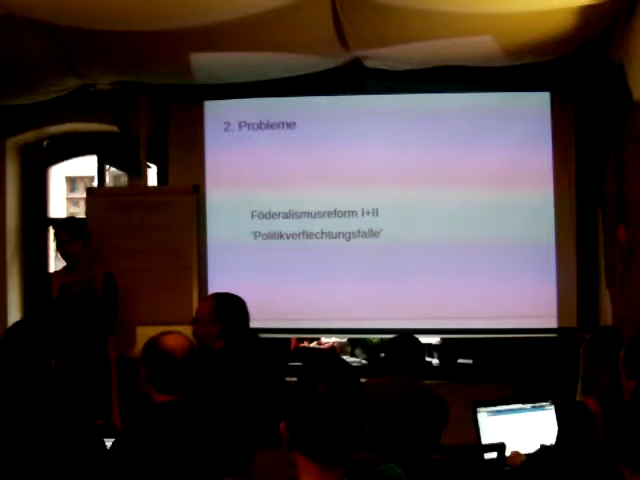 2. Probleme
Föderalismusreform I+II
'Politikverflechtungsfalle'